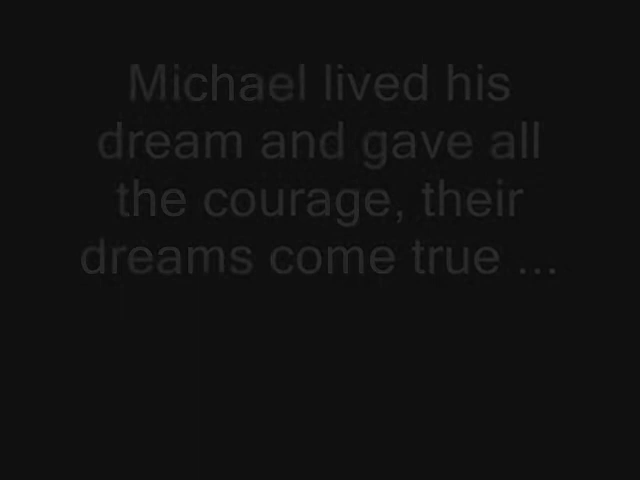 Michael lived his
dream and gave all
the courage, their
dreams come true ...